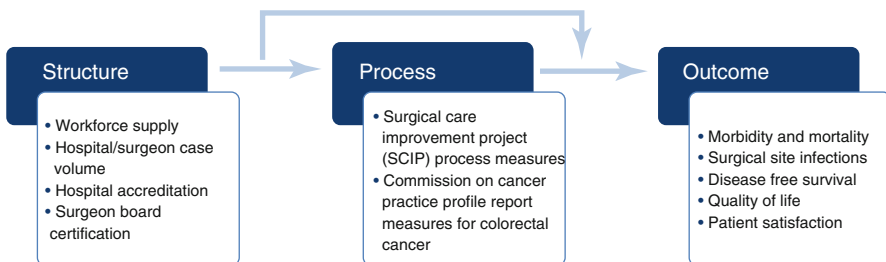 Structure
• Workforce supply
• Hospital/surgeon case
volume
• Hospital accreditation
• Surgeon board
certification
Process
• Surgical care
improvement project
(SCIP) process measures
• Commission on cancer
practice profile report
measures for colorectal
cancer
Outcome
• Morbidity and mortality
• Surgical site infections
• Disease free survival
• Quality of life
• Patient satisfaction